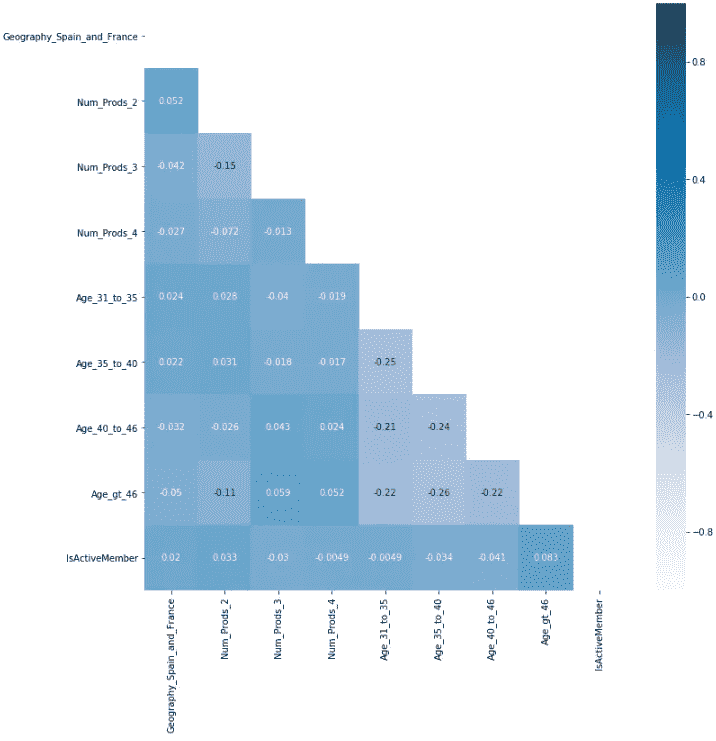 0.8
Geography_Spain_and_France
Num_Prods_2 0.052
Num_Prods_3 -0.042 -0.15
0.4
Num_Prods_4 -0.027 -0.072 -0.013
Age_31_to_35 0.024 0.028 -0.04 -0.019
0.0
Age_35_to_40 0.022 0.031 -0.018 -0.017 -0.25
Age_40_to_46 -0.032 -0.026 0.043 0.024 -0.21 -0.24
-0.4
Age_gt_46 -0.05 -0.11 0.059 0.052 -0.22 -0.26 -0.22
-0.8
IsActiveMember 0.02 0.033 -0.03 -0.0049 -0.0049 -0.034 -0.041 0.083
Geography_Spain_and_France
Num_Prods_2
Num_Prods_3
Num_Prods_4
Age_31_to_35
Age_35_to_40
Age_40_to_46
Age_gt_46
IsActiveMember